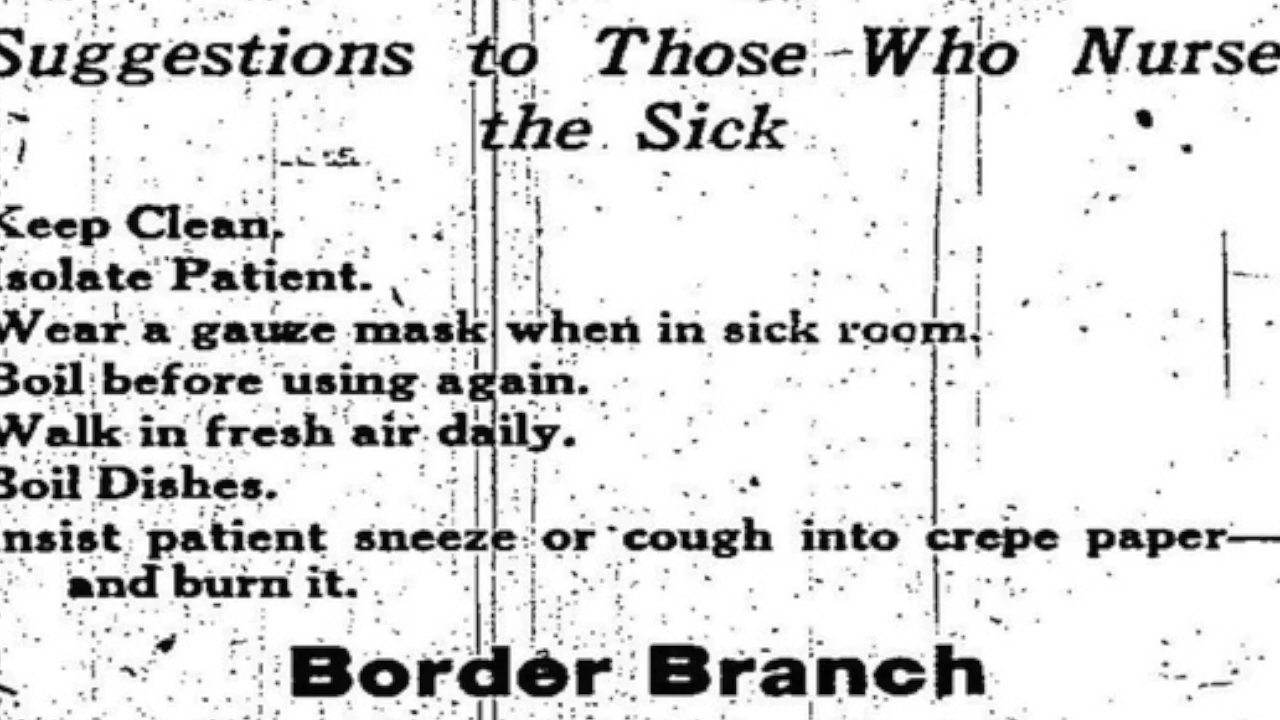 Suggestions to Those Who Nurse
the Sick
Keep Clean.
Isolate Patient.
Wear a gauze mask when in sick room.
Boil before using again.
Walk in fresh air daily.
Boil Dishes.
Insist patient sneeze or cough into crepe paper—
and burn it.
Border Branch